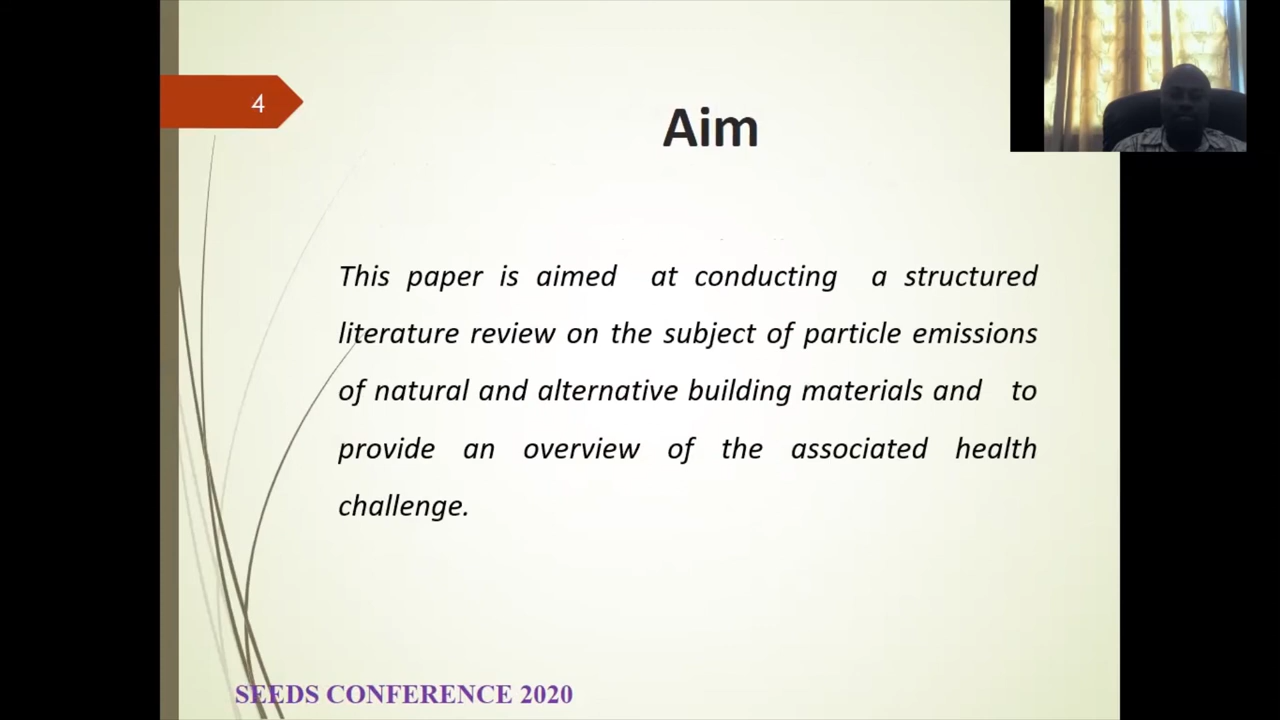 4
Aim
This paper is aimed at conducting a structured
literature review on the subject of particle emissions
of natural and alternative building materials and to
provide an overview of the associated health
challenge.
SEEDS CONFERENCE 2020